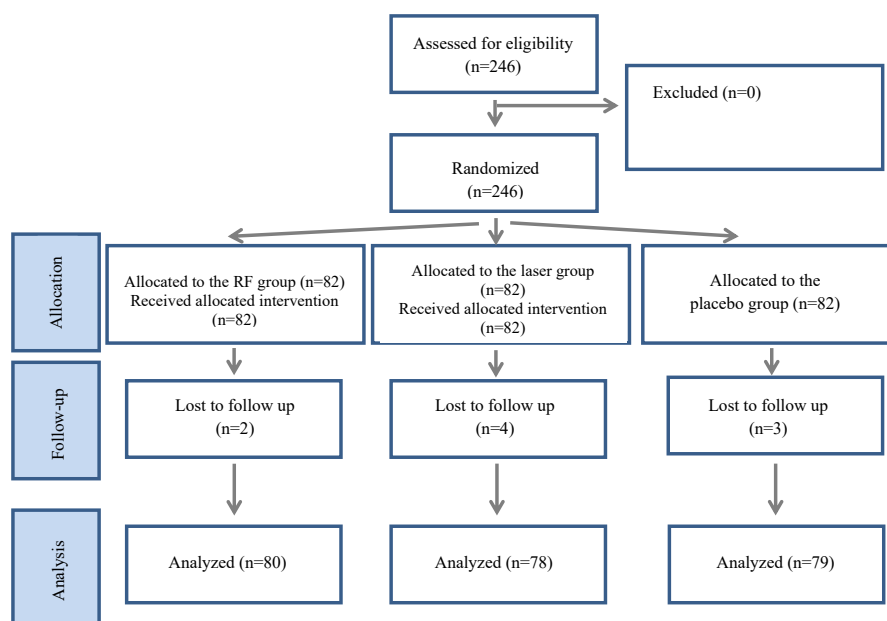 Assessed for eligibility
(n=246)
Excluded (n=0)
Randomized
(n=246)
Allocation
Allocated to the RF group (n=82)
Received allocated intervention
(n=82)
Allocated to the laser group
(n=82)
Received allocated intervention
(n=82)
Allocated to the
placebo group (n=82)
Follow-up
Lost to follow up
(n=2)
Lost to follow up
(n=4)
Lost to follow up
(n=3)
Analysis
Analyzed (n=80)
Analyzed (n=78)
Analyzed (n=79)